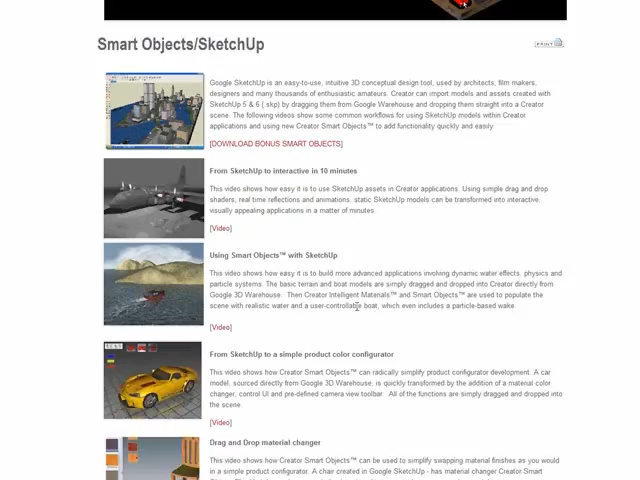 Smart Objects/SketchUp
PRINT
Google SketchUp is an easy-to-use, intuitive 3D conceptual design tool, used by architects, film makers,
designers and many thousands of enthusiastic amateurs. Creator can import models and assets created with
SketchUp 5 & 6 (.skp) by dragging them from Google Warehouse and dropping them straight into a Creator
scene. The following videos show some common workflows for using SketchUp models within Creator
applications and using new Creator Smart Objects™ to add functionality quickly and easily.
[DOWNLOAD BONUS SMART OBJECTS]
From SketchUp to interactive in 10 minutes
This video shows how easy it is to use SketchUp assets in Creator applications. Using simple drag and drop
shaders, real time reflections and animations, static SketchUp models can be transformed into interactive,
visually appealing applications in a matter of minutes.
[Video]
Using Smart Objects™ with SketchUp
This video shows how easy it is to build more advanced applications involving dynamic water effects, physics and
particle systems. The basic terrain and boat models are simply dragged and dropped into Creator directly from
Google 3D Warehouse. Then Creator Intelligent Materials™ and Smart Objects™ are used to populate the
scene with realistic water and a user-controllable boat, which even includes a particle-based wake.
[Video]
From SketchUp to a simple product color configurator
This video shows how Creator Smart Objects™ can radically simplify product configurator development. A car
model, sourced directly from Google 3D Warehouse, is quickly transformed by the addition of a material color
changer, control UI and pre-defined camera view toolbar. All of the functions are simply dragged and dropped into
the scene.
[Video]
Drag and Drop material changer
This video shows how Creator Smart Objects™ can be used to simplify swapping material finishes as you would
in a simple product configurator. A chair created in Google SketchUp - has material changer Creator Smart